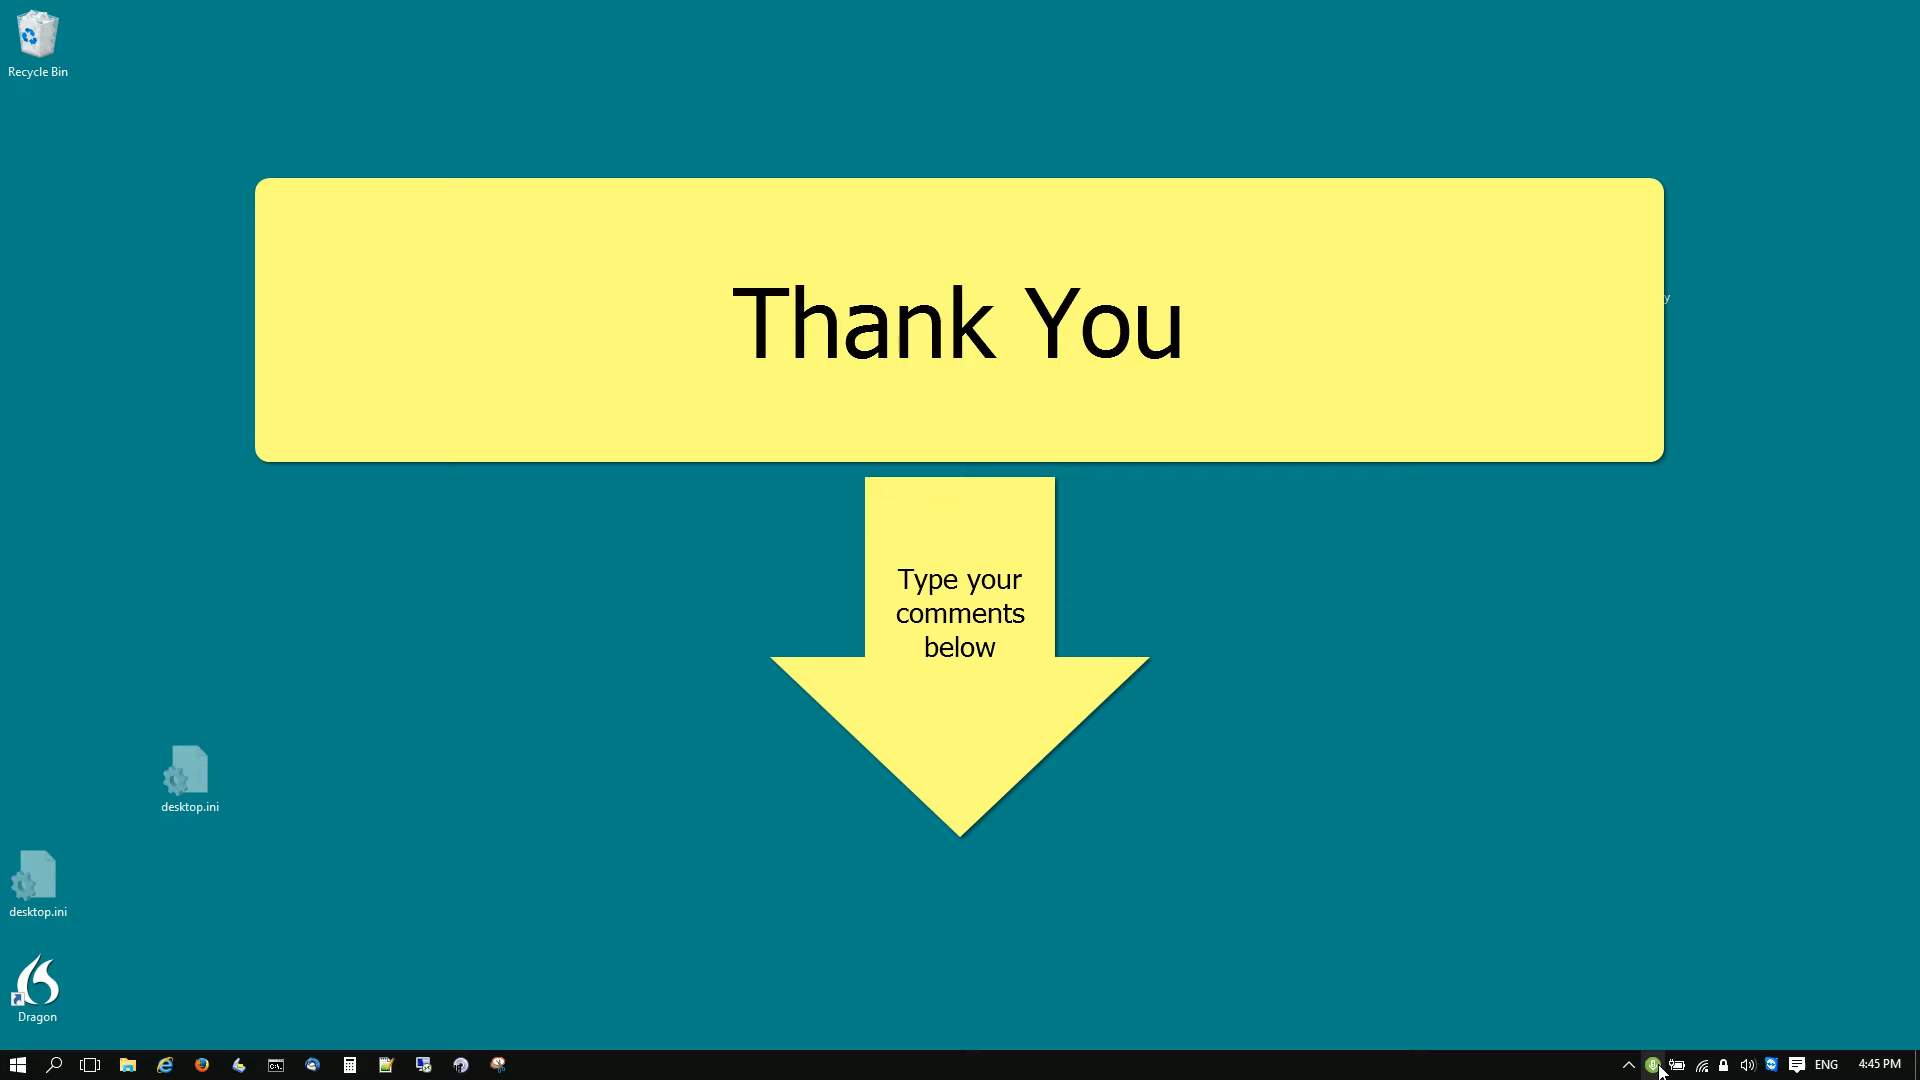 Recycle Bin
Thank You
y
Type your
comments
below
desktop.ini
desktop.ini
Dragon
ENG
4:45 PM